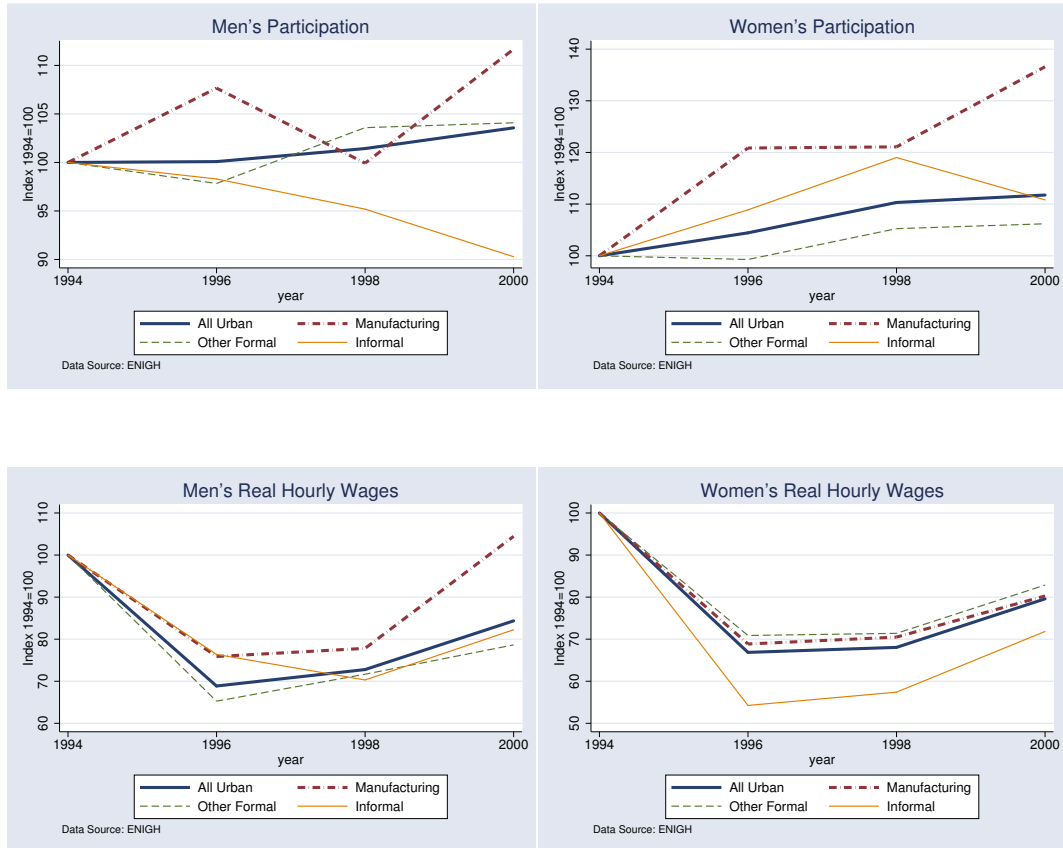 Men's Participation
Index 1994=100
110
105
100
95
90
1994 1996 1998 2000
year
All Urban Manufacturing
Other Formal Informal
Data Source: ENIGH
Women's Participation
Index 1994=100
140
130
120
110
100
1994 1996 1998 2000
year
All Urban Manufacturing
Other Formal Informal
Data Source: ENIGH
Men's Real Hourly Wages
Index 1994=100
110
100
90
80
70
60
1994 1996 1998 2000
year
All Urban Manufacturing
Other Formal Informal
Data Source: ENIGH
Women's Real Hourly Wages
Index 1994=100
100
90
80
70
60
50
1994 1996 1998 2000
year
All Urban Manufacturing
Other Formal Informal
Data Source: ENIGH